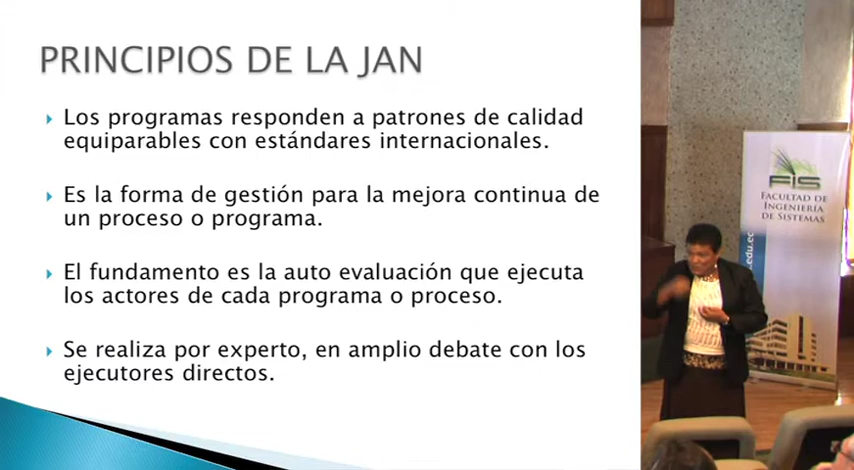 PRINCIPIOS DE LA JAN
Los programas responden a patrones de calidad
equiparables con estándares internacionales.
Es la forma de gestión para la mejora continua de
un proceso o programa.
El fundamento es la auto evaluación que ejecuta
los actores de cada programa o proceso.
Se realiza por experto, en amplio debate con los
ejecutores directos.
FIS
FACULTAD DE
INGENIERÍA
DE SISTEMAS
.edu.ec